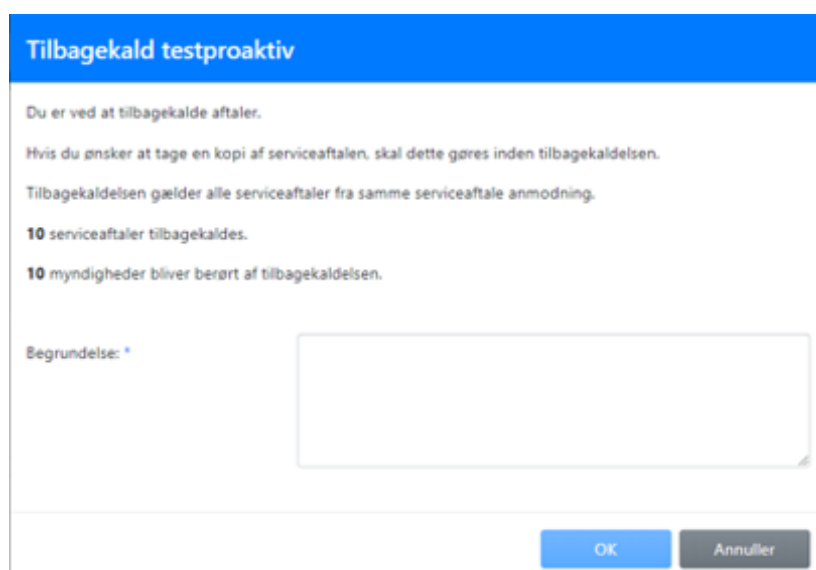 Tilbagekald testproaktiv
Du er ved at tilbagekalde aftaler.
Hvis du ønsker at tage en kopi af serviceaftalen, skal dette gøres inden tilbagekaldelsen.
Tilbagekaldelsen gælder alle serviceaftaler fra samme serviceaftale anmodning.
10 serviceaftaler tilbagekaldes.
10 myndigheder bliver berørt af tilbagekaldelsen.
Begrundelse: *
OK Annuller